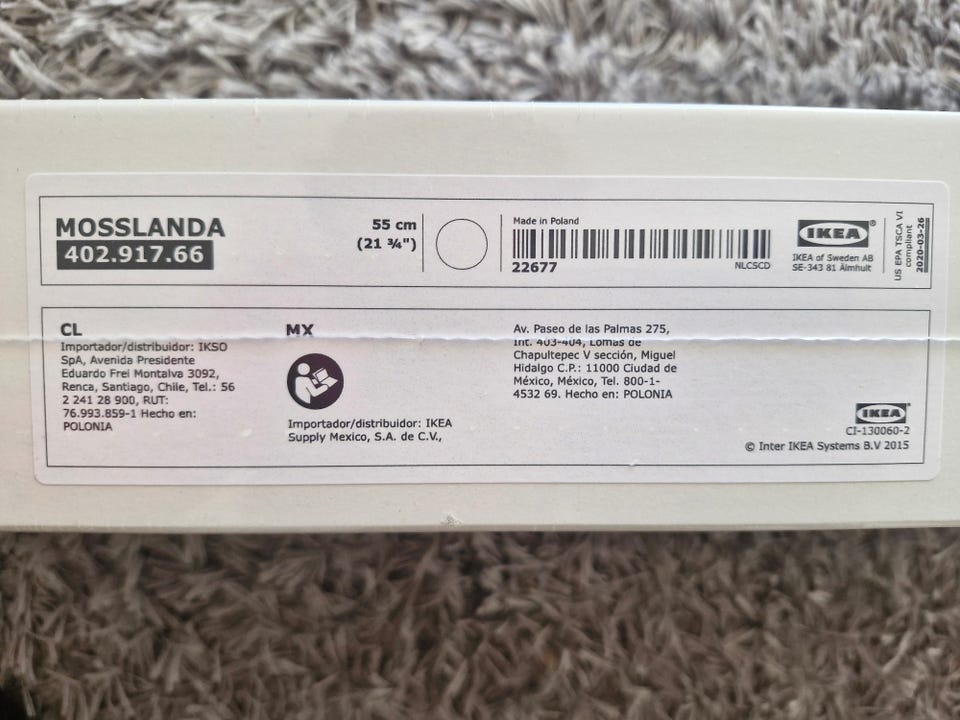 MOSSLANDA
402.917.66
55 cm
(21 ¾")
Made in Poland
22677
NLCSCD
IKEA®
IKEA of Sweden AB
SE-343 81 Älmhult
US EPA TSCA VI
compliant
2020-03-26
CL
Importador/distribuidor: IKSO
SpA, Avenida Presidente
Eduardo Frei Montalva 3092,
Renca, Santiago, Chile, Tel.: 56
2 241 28 900, RUT:
76.993.859-1 Hecho en:
POLONIA
MX
Importador/distribuidor: IKEA
Supply Mexico, S.A. de C.V.,
Av. Paseo de las Palmas 275,
Int. 403-404, Lomas de
Chapultepec V sección, Miguel
Hidalgo C.P.: 11000 Ciudad de
México, México, Tel. 800-1-
4532 69. Hecho en: POLONIA
IKEA
CI-130060-2
© Inter IKEA Systems B.V 2015